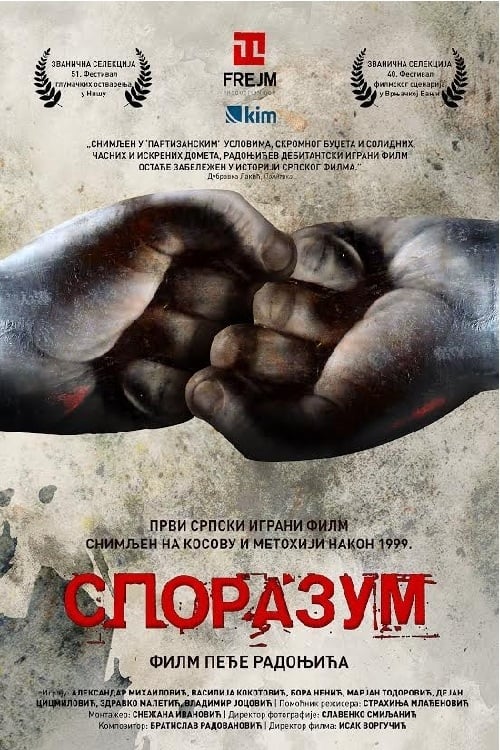 ЗВАНИЧНА СЕЛЕКЦИЈА
51. Фестивал
глумачких остварења
у Нишу
FREJM
kim
ЗВАНИЧНА СЕЛЕКЦИЈА
40. Фестивал
филмског сценарија
у Врњачкој Бањи
„СНИМЉЕН У 'ПАРТИЗАНСКИМ' УСЛОВИМА, СКРОМНОГ БУЏЕТА И СОЛИДНИХ,
ЧАСНИХ И ИСКРЕНИХ ДОМЕТА, РАДОЊИЋЕВ ДЕБИТАНТСКИ ИГРАНИ ФИЛМ
ОСТАЋЕ ЗАБЕЛЕЖЕН У ИСТОРИЈИ СРПСКОГ ФИЛМА.”
Дубравка Лакић, Политика
ПРВИ СРПСКИ ИГРАНИ ФИЛМ
СНИМЉЕН НА КОСОВУ И МЕТОХИЈИ НАКОН 1999.
СПОРАЗУМ
ФИЛМ ПЕЂЕ РАДОЊИЋА
Играју: АЛЕКСАНДАР МИХАИЛОВИЋ, ВАСИЛИЈА КОКОТОВИЋ, БОРА НЕНИЋ, МАРЈАН ТОДОРОВИЋ, ДЕЈАН
ЦИЦМИЛОВИЋ, ЗДРАВКО МАЛЕТИЋ, ВЛАДИМИР ЈОЦОВИЋ | Помоћник режисера: СТРАХИЊА МЛАЂЕНОВИЋ
Монтажер: СНЕЖАНА ИВАНОВИЋ | Директор фотографије: СЛАВЕНКО СМИЉАНИЋ
Композитор: БРАТИСЛАВ РАДОВАНОВИЋ | Директор филма: ИСАК ВОРГУЧИЋ